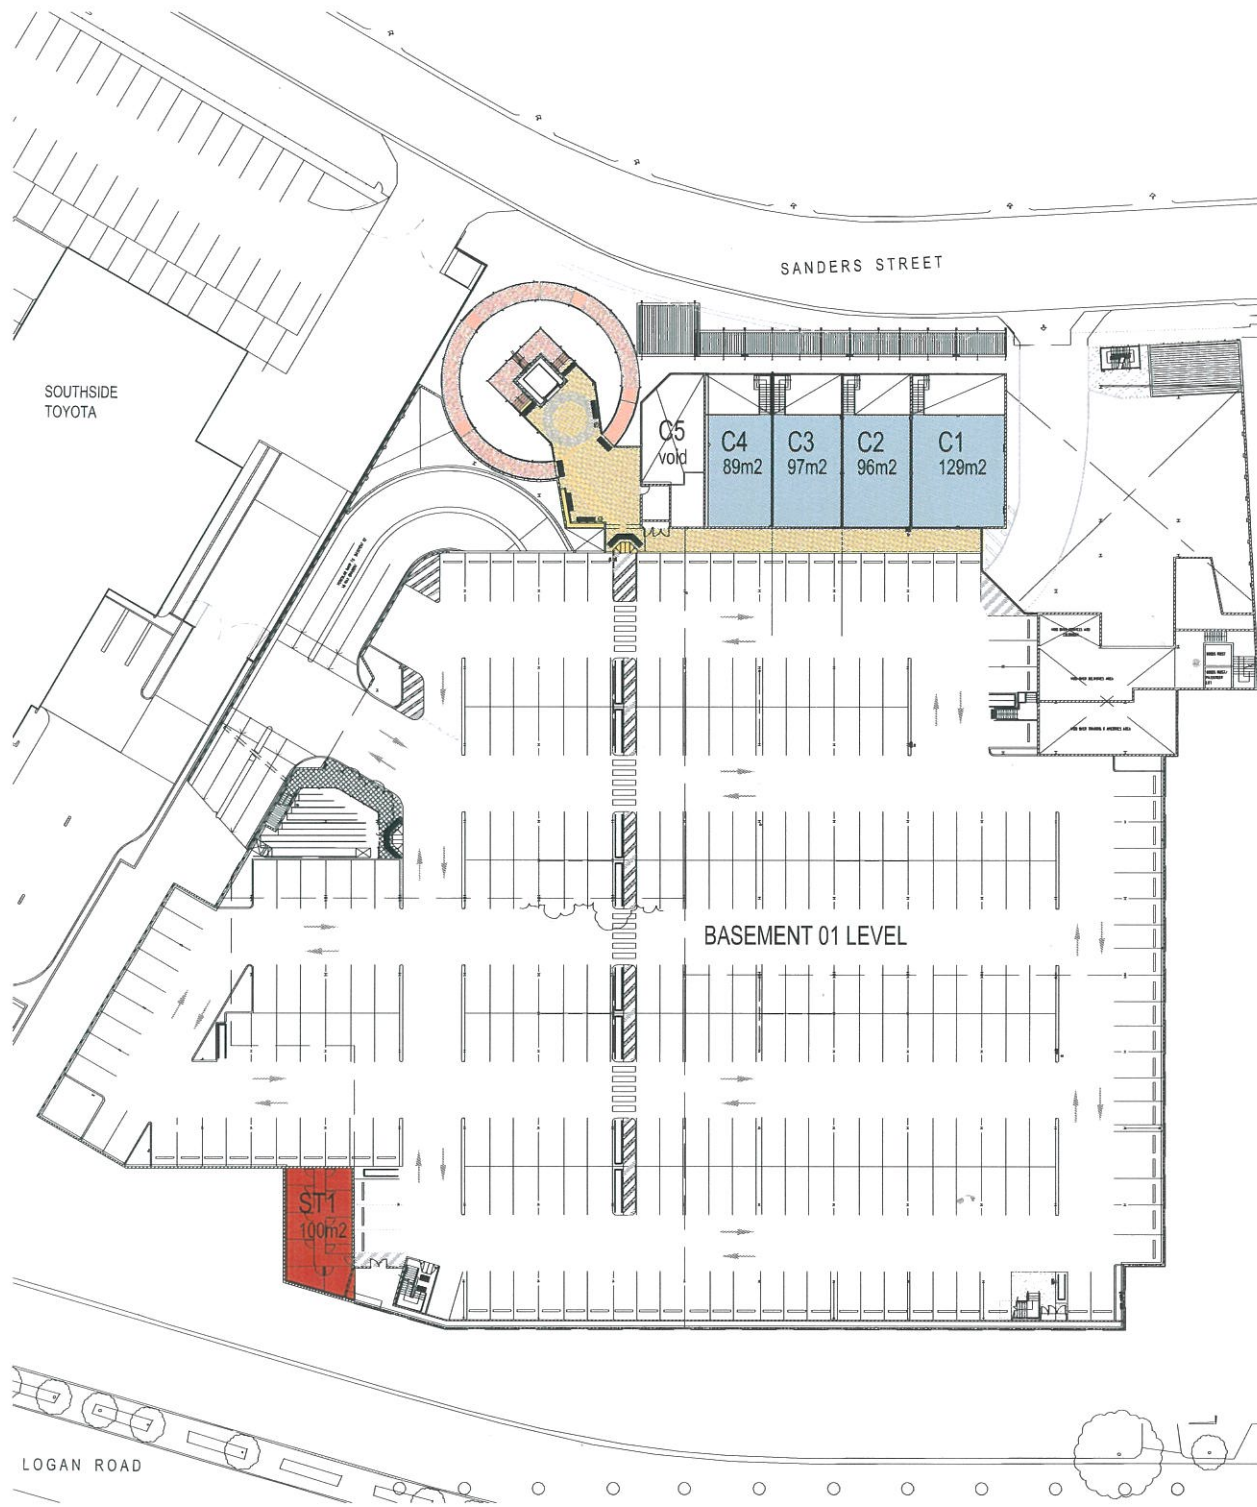 SANDERS STREET
SOUTHSIDE
TOYOTA
C5
void
C4
89m2
C3
97m2
C2
96m2
C1
129m2
BASEMENT 01 LEVEL
ST1
100m2
LOGAN ROAD